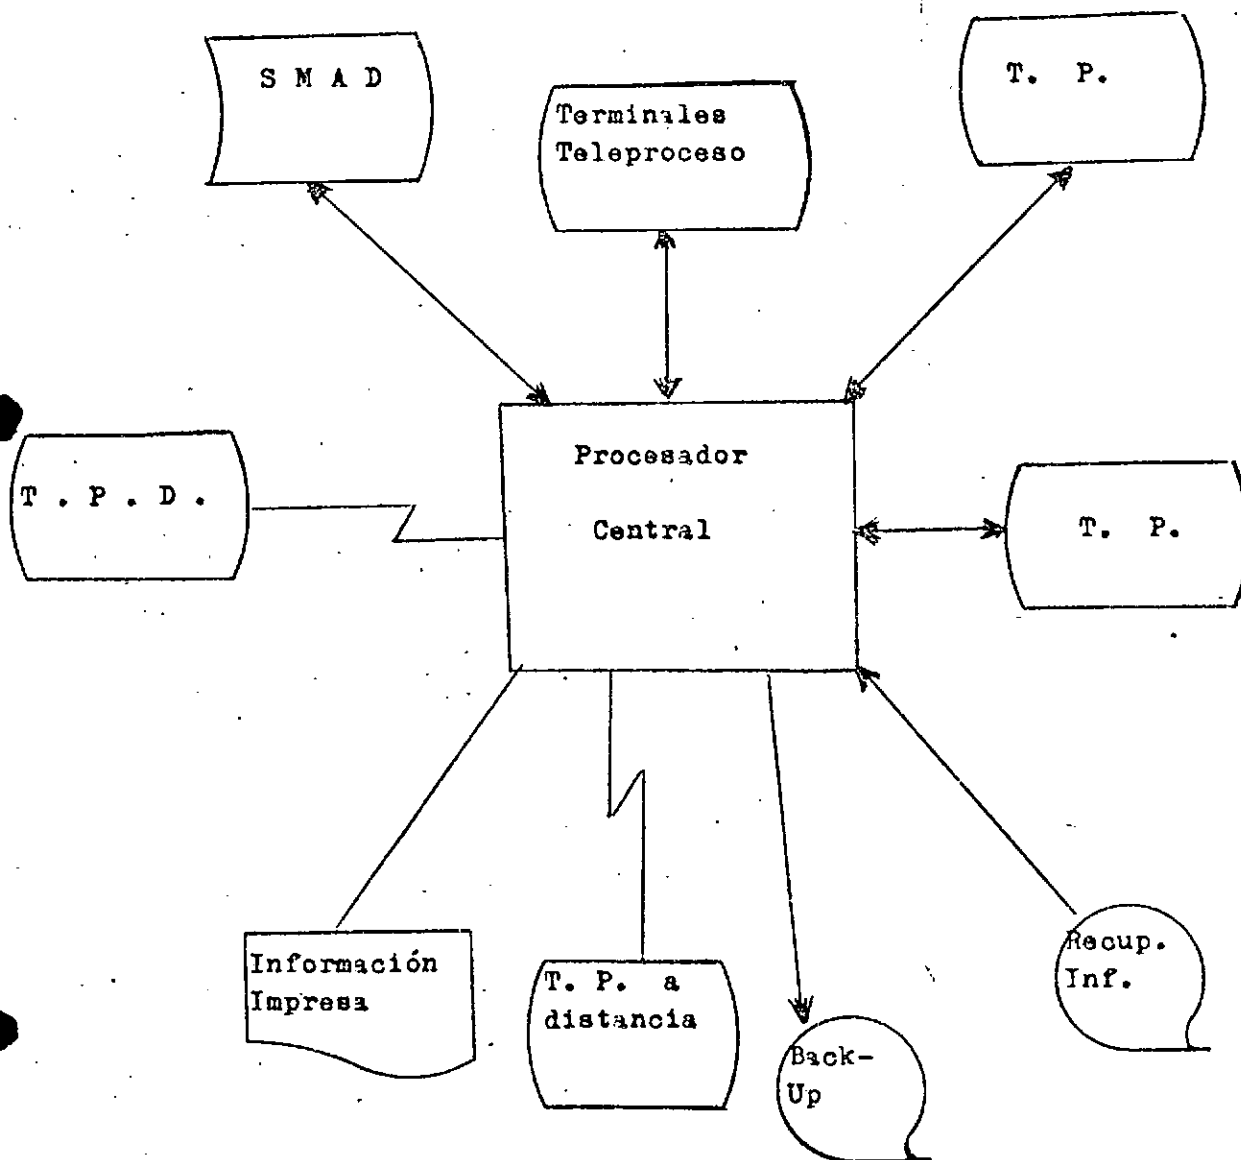 S M A D
Terminales
Teleproceso
T. P.
T . P . D .
Procesador
Central
T. P.
Información
Impresa
T. P. a
distancia
Back-
Up
Recup.
Inf.